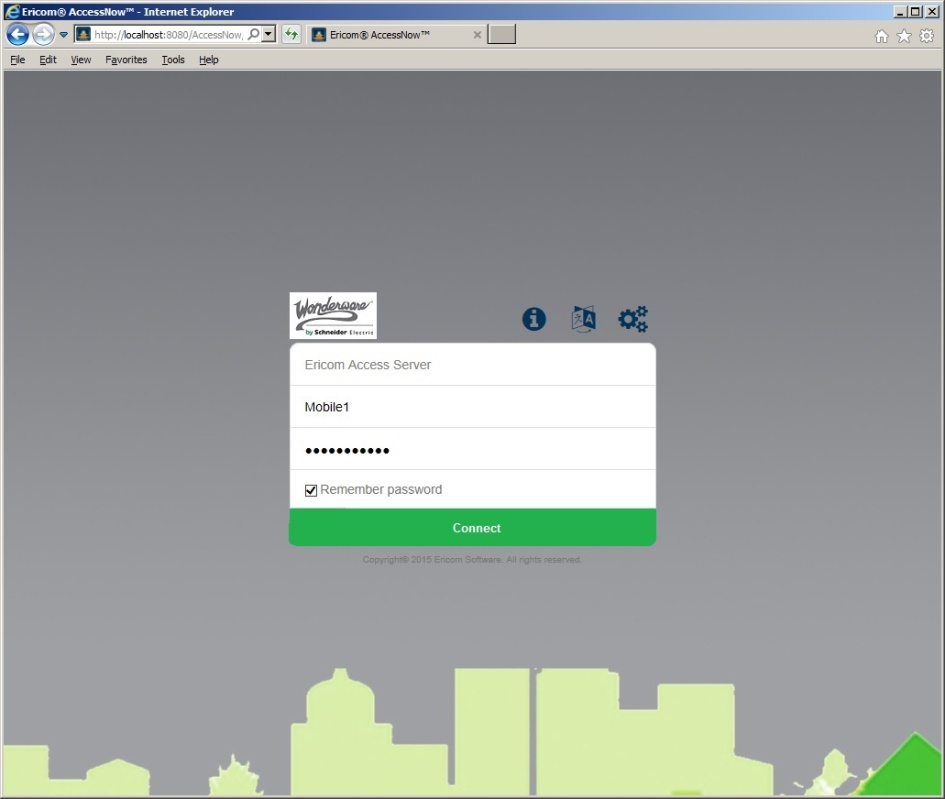 Ericom® AccessNow™ - Internet Explorer
http://localhost:8080/AccessNow, Ericom® AccessNow™
File Edit View Favorites Tools Help
Wonderware
by Schneider Electric
Ericom Access Server
Mobile1
•••••••••••
Remember password
Connect
Copyright© 2015 Ericom Software. All rights reserved.